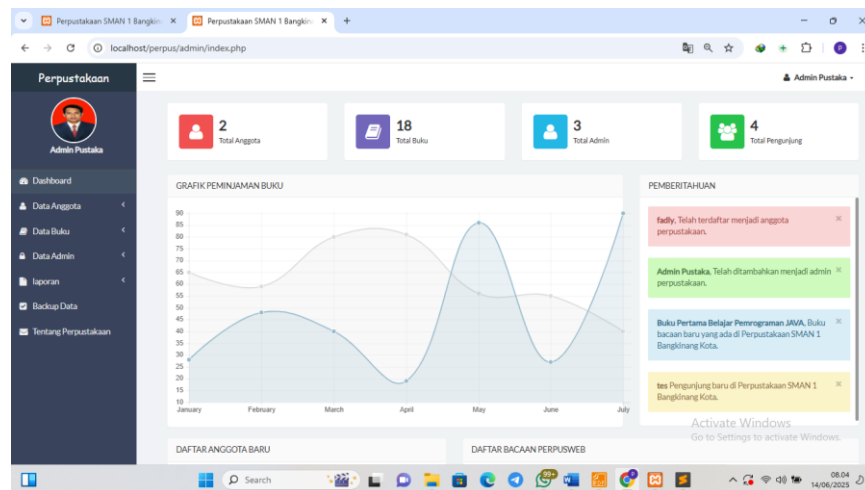 Perpustakaan SMAN 1 Bangkin
Perpustakaan SMAN 1 Bangkin
localhost/perpus/admin/index.php
Perpustakaan
Admin Pustaka
Admin Pustaka
2
Total Anggota
18
Total Buku
3
Total Admin
4
Total Pengunjung
Dashboard
Data Anggota
Data Buku
Data Admin
laporan
Backup Data
Tentang Perpustakaan
GRAFIK PEMINJAMAN BUKU
90
85
80
75
70
65
60
55
50
45
40
35
30
25
20
15
10
January February March April May June July
PEMBERITAHUAN
fadly, Telah terdaftar menjadi anggota
perpustakaan.
Admin Pustaka, Telah ditambahkan menjadi admin
perpustakaan.
Buku Pertama Belajar Pemrograman JAVA, Buku
bacaan baru yang ada di Perpustakaan SMAN 1
Bangkinang Kota.
tes Pengunjung baru di Perpustakaan SMAN 1
Bangkinang Kota.
Activate Windows
Go to Settings to activate Windows.
DAFTAR ANGGOTA BARU
DAFTAR BACAAN PERPUSWEB
Search
99+
08.04
14/06/2025